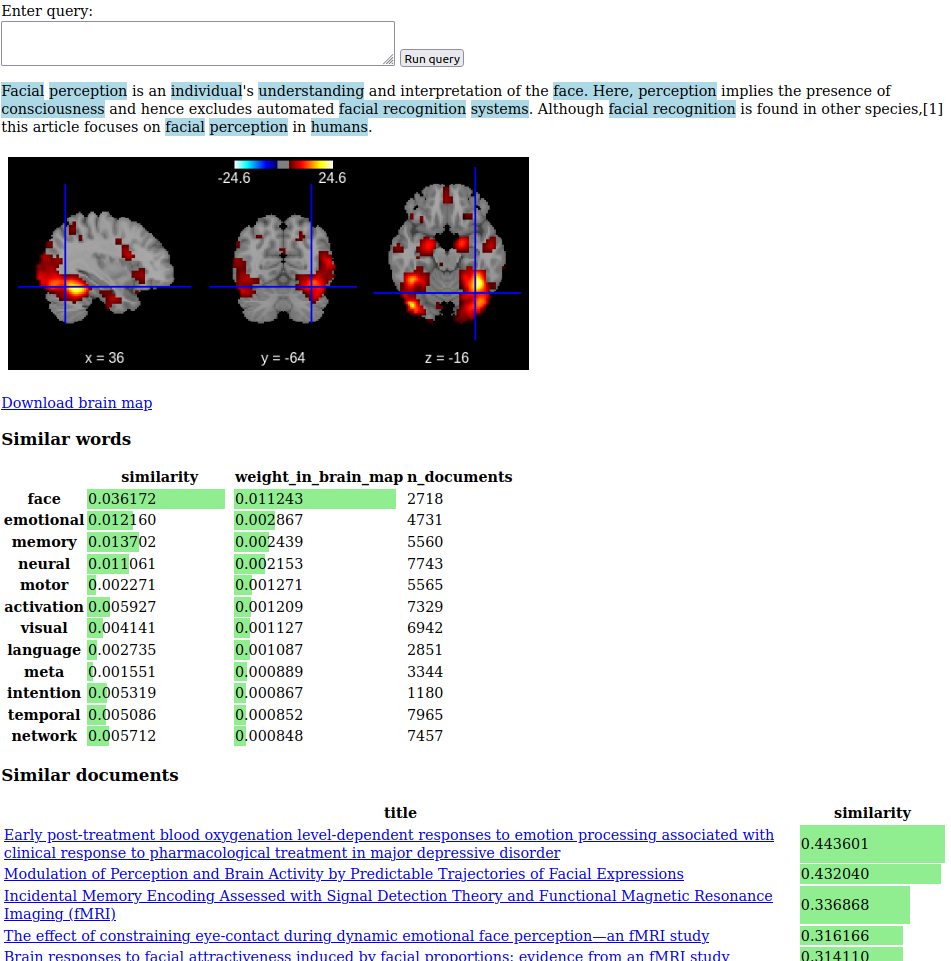 Enter query:
Run query
Facial perception is an individual's understanding and interpretation of the face. Here, perception implies the presence of
consciousness and hence excludes automated facial recognition systems. Although facial recognition is found in other species,[1]
this article focuses on facial perception in humans.
-24.6 24.6
x = 36 y = -64 z = -16
Download brain map
Similar words
similarity weight_in_brain_map n_documents
face 0.036172 0.011243 2718
emotional 0.012160 0.002867 4731
memory 0.013702 0.002439 5560
neural 0.011061 0.002153 7743
motor 0.002271 0.001271 5565
activation 0.005927 0.001209 7329
visual 0.004141 0.001127 6942
language 0.002735 0.001087 2851
meta 0.001551 0.000889 3344
intention 0.005319 0.000867 1180
temporal 0.005086 0.000852 7965
network 0.005712 0.000848 7457
Similar documents
title similarity
Early post-treatment blood oxygenation level-dependent responses to emotion processing associated with
clinical response to pharmacological treatment in major depressive disorder 0.443601
Modulation of Perception and Brain Activity by Predictable Trajectories of Facial Expressions 0.432040
Incidental Memory Encoding Assessed with Signal Detection Theory and Functional Magnetic Resonance
Imaging (fMRI) 0.336868
The effect of constraining eye-contact during dynamic emotional face perception—an fMRI study 0.316166
Brain responses to facial attractiveness induced by facial proportions: evidence from an fMRI study 0.314110